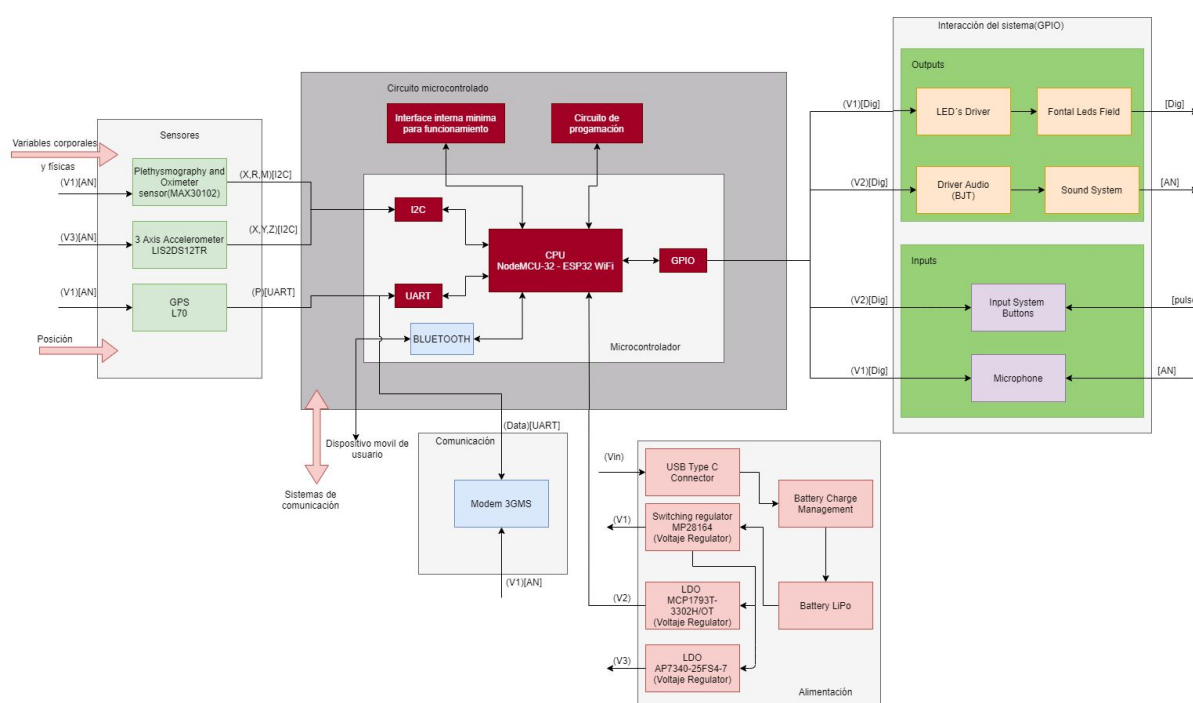 Interacción del sistema(GPIO)
Outputs
(V1)[Dig]
LED´s Driver
Fontal Leds Field
[Dig]
(V2)[Dig]
Driver Audio
(BJT)
Sound System
[AN]
Inputs
(V2)[Dig]
Input System
Buttons
[puls
(V1)[Dig]
Microphone
[AN]
Circuito microcontrolado
Interface interna minima
para funcionamiento
Circuito de
progamación
Sensores
Variables corporales
y físicas
(V1)[AN]
Plethysmography and
Oximeter
sensor(MAX30102)
(X,R,M)[I2C]
(V3)[AN]
3 Axis Accelerometer
LIS2DS12TR
(X,Y,Z)[I2C]
(V1)[AN]
GPS
L70
(P)[UART]
Posición
I2C
CPU
NodeMCU-32 - ESP32 WiFi
GPIO
UART
BLUETOOTH
Microcontrolador
Dispositivo movil de
usuario
Sistemas de
comunicación
(Data)[UART]
Comunicación
Modem 3GMS
(V1)[AN]
(Vin)
USB Type C
Connector
Battery Charge
Management
(V1)
Switching regulator
MP28164
(Voltaje Regulator)
(V2)
LDO
MCP1793T-
3302H/OT
(Voltaje Regulator)
Battery LiPo
(V3)
LDO
AP7340-25FS4-7
(Voltaje Regulator)
Alimentación